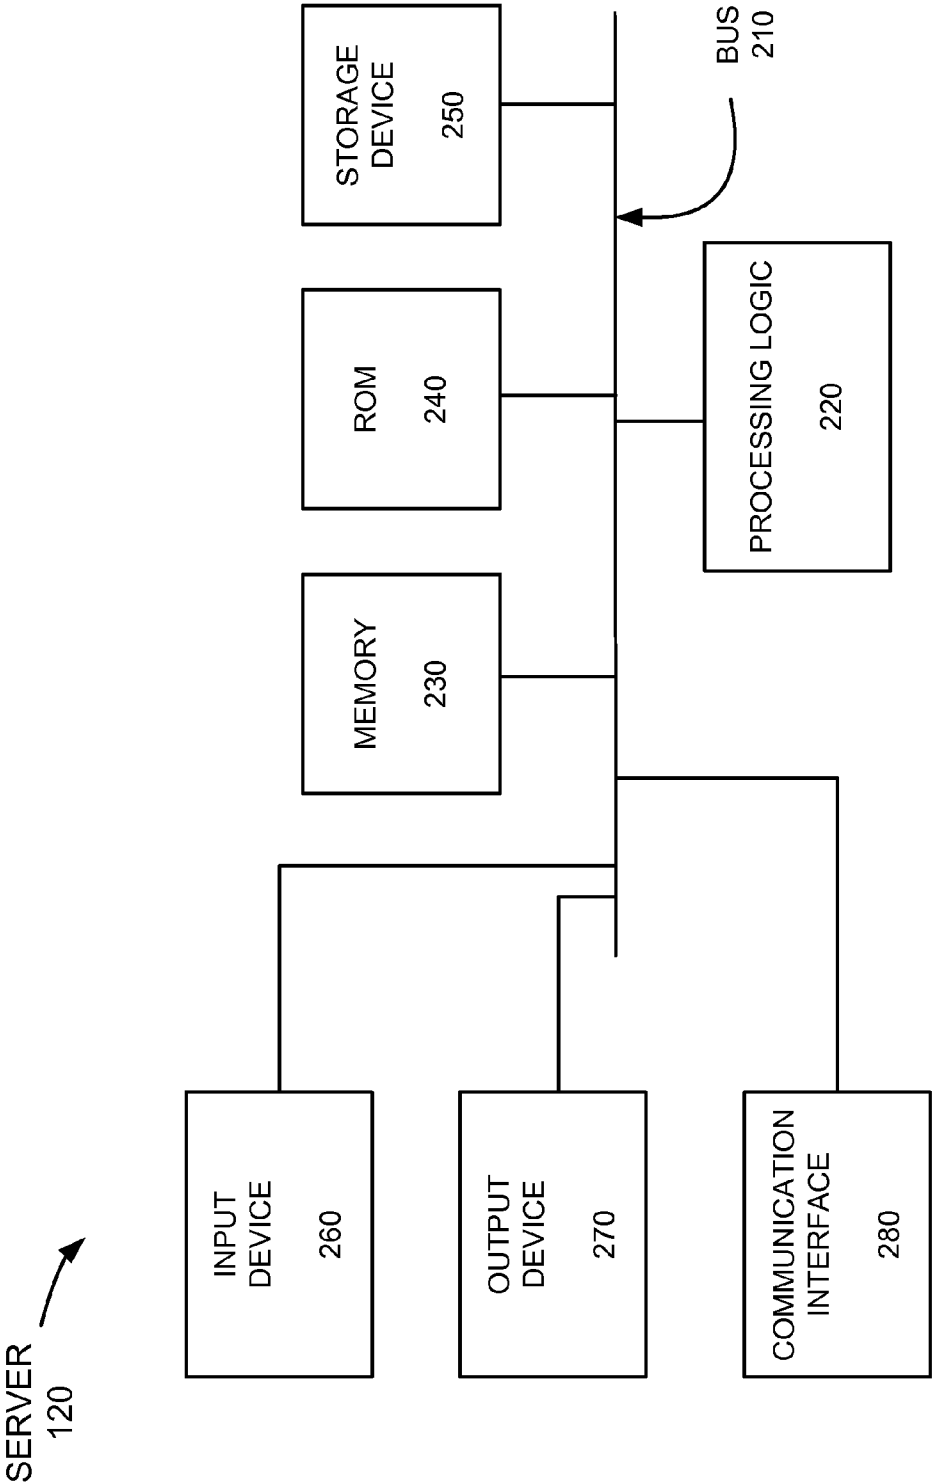 SERVER
120
INPUT
DEVICE
260
OUTPUT
DEVICE
270
COMMUNICATION
INTERFACE
280
MEMORY
230
ROM
240
STORAGE
DEVICE
250
PROCESSING LOGIC
220
BUS
210